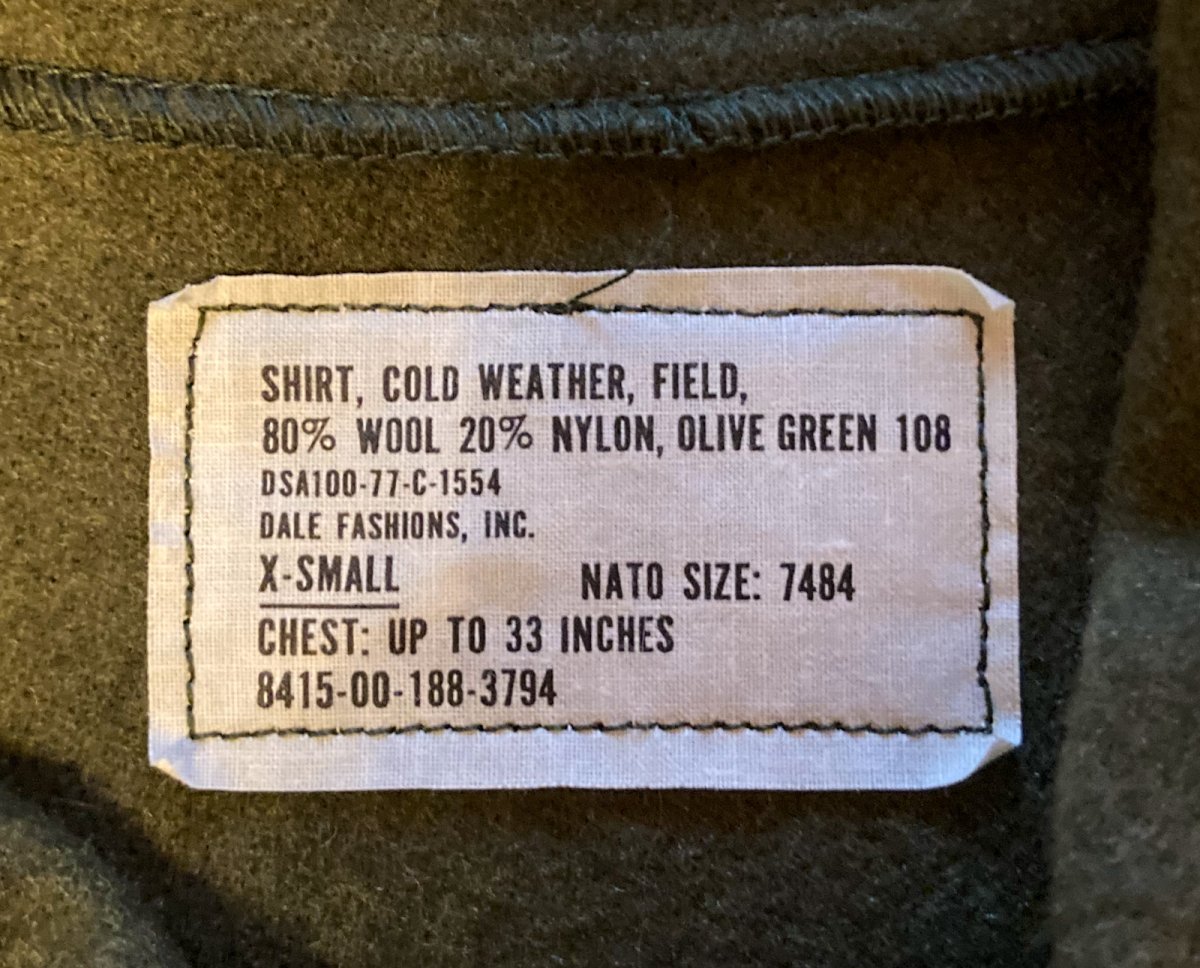 SHIRT, COLD WEATHER, FIELD,
80% WOOL 20% NYLON, OLIVE GREEN 108
DSA100-77-C-1554
DALE FASHIONS, INC.
X-SMALL NATO SIZE: 7484
CHEST: UP TO 33 INCHES
8415-00-188-3794